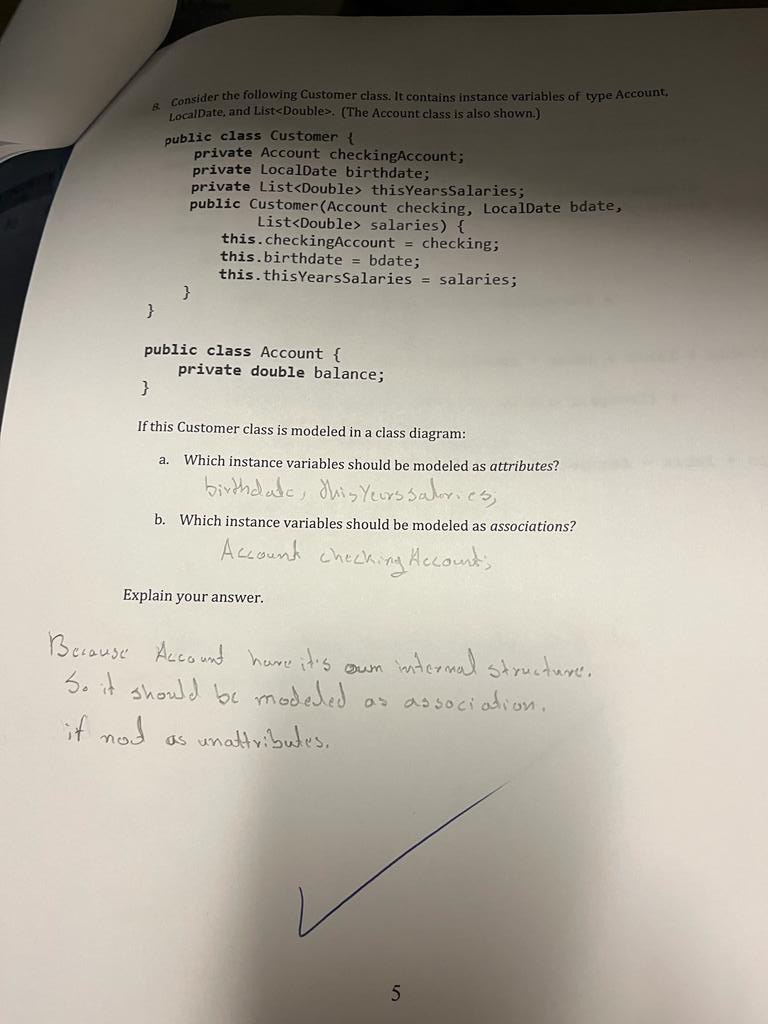 8. Consider the following Customer class. It contains instance variables of type Account,
LocalDate, and List<Double>. (The Account class is also shown.)
public class Customer {
private Account checkingAccount;
private LocalDate birthdate;
private List<Double> thisYearsSalaries;
public Customer(Account checking, LocalDate bdate,
List<Double> salaries) {
this.checkingAccount = checking;
this.birthdate = bdate;
this.thisYearsSalaries = salaries;
}
}
public class Account {
private double balance;
}
If this Customer class is modeled in a class diagram:
a. Which instance variables should be modeled as attributes?
birthdate, thisYearssalaries;
b. Which instance variables should be modeled as associations?
Account checkingAccount;
Explain your answer.
Because Account have it's own internal structure.
So it should be modeled as association.
if not as unattributes.
5